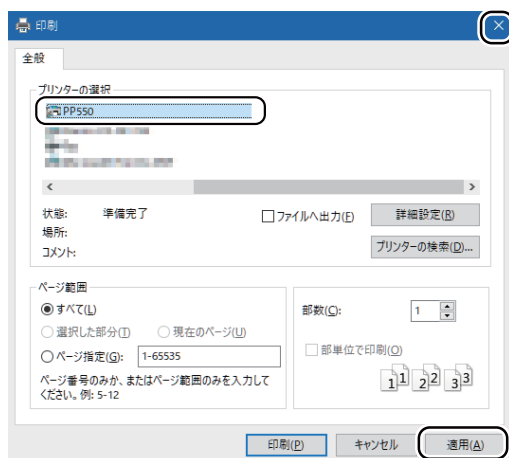 印刷
全般
プリンターの選択
PP550
状態: 準備完了
ファイルへ出力(F)
詳細設定(R)
場所:
コメント:
プリンターの検索(D)...
ページ範囲
すべて(L)
選択した部分(T)
現在のページ(U)
ページ指定(G): 1-65535
ページ番号のみか、またはページ範囲のみを入力して
ください。例: 5-12
部数(C): 1
部単位で印刷(O)
1 1 2 2 3 3
印刷(P)
キャンセル
適用(A)